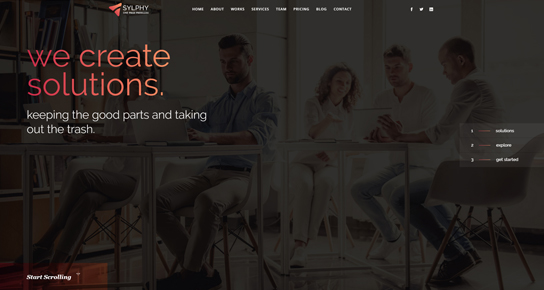 SYLPHY
HOME ABOUT WORKS SERVICES TEAM PRICING BLOG CONTACT
we create
solutions.
keeping the good parts and taking
out the trash.
1 solutions
2 explore
3 get started
Start Scrolling